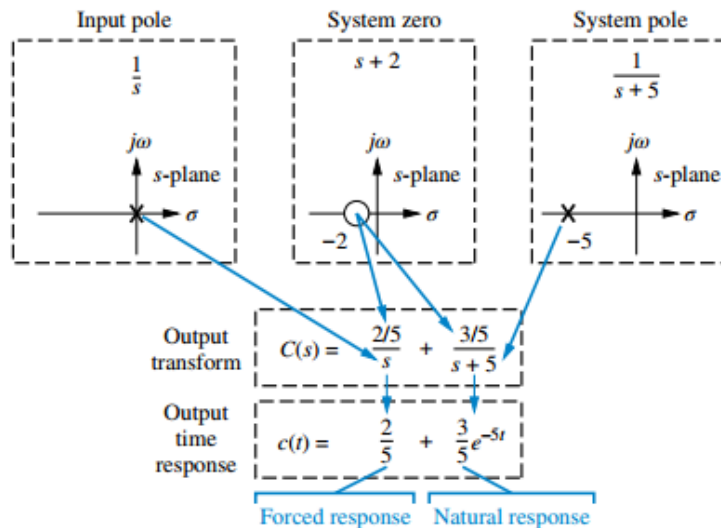 Input pole
System zero
System pole
1/s
s + 2
1/(s + 5)
jω
jω
jω
s-plane
s-plane
s-plane
σ
σ
σ
−2
−5
Output transform
C(s) = 2/5/s + 3/5/(s + 5)
Output time response
c(t) = 2/5 + 3/5 e^−5t
Forced response
Natural response